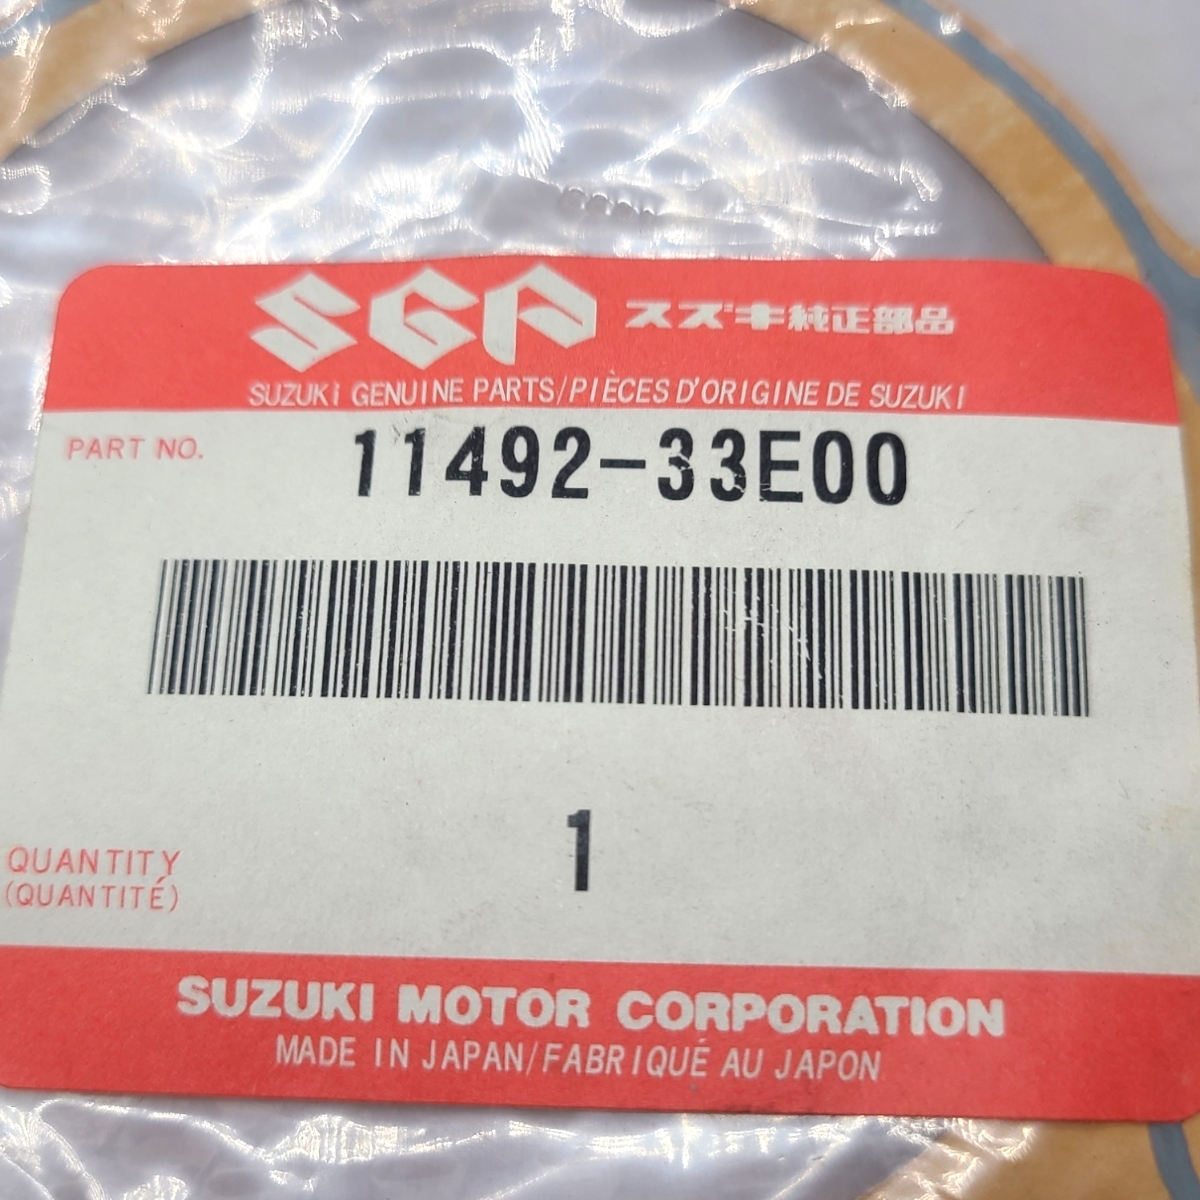 SGP スズキ純正部品
SUZUKI GENUINE PARTS/PIÈCES D'ORIGINE DE SUZUKI
PART NO. 11492-33E00
1
QUANTITY
(QUANTITÉ)
SUZUKI MOTOR CORPORATION
MADE IN JAPAN/FABRIQUÉ AU JAPON